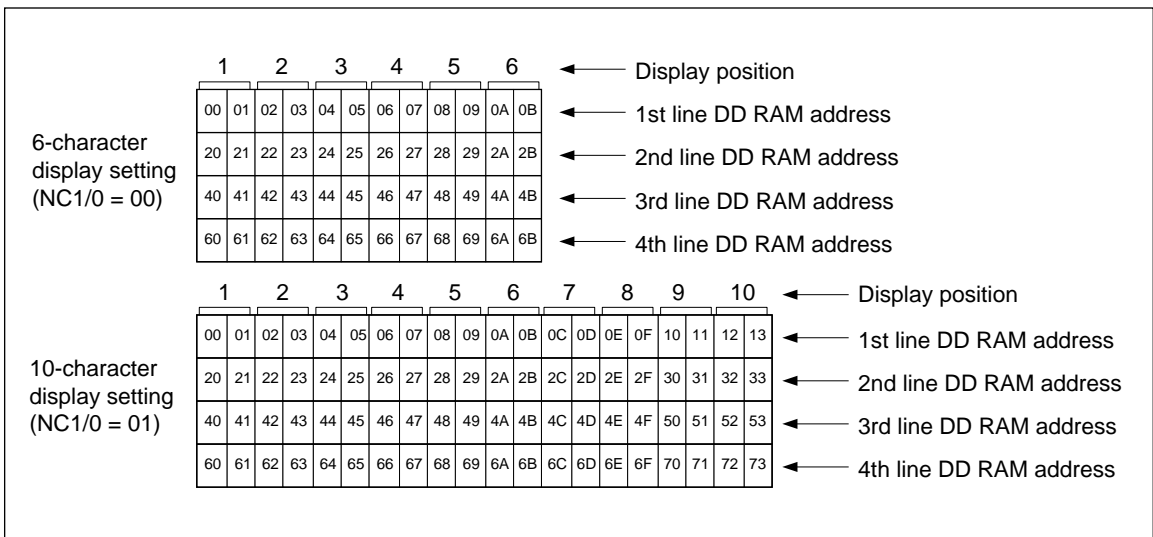 1 2 3 4 5 6 Display position
00 01 02 03 04 05 06 07 08 09 0A 0B 1st line DD RAM address
20 21 22 23 24 25 26 27 28 29 2A 2B 2nd line DD RAM address
40 41 42 43 44 45 46 47 48 49 4A 4B 3rd line DD RAM address
60 61 62 63 64 65 66 67 68 69 6A 6B 4th line DD RAM address
6-character
display setting
(NC1/0 = 00)
1 2 3 4 5 6 7 8 9 10 Display position
00 01 02 03 04 05 06 07 08 09 0A 0B 0C 0D 0E 0F 10 11 12 13 1st line DD RAM address
20 21 22 23 24 25 26 27 28 29 2A 2B 2C 2D 2E 2F 30 31 32 33 2nd line DD RAM address
40 41 42 43 44 45 46 47 48 49 4A 4B 4C 4D 4E 4F 50 51 52 53 3rd line DD RAM address
60 61 62 63 64 65 66 67 68 69 6A 6B 6C 6D 6E 6F 70 71 72 73 4th line DD RAM address
10-character
display setting
(NC1/0 = 01)